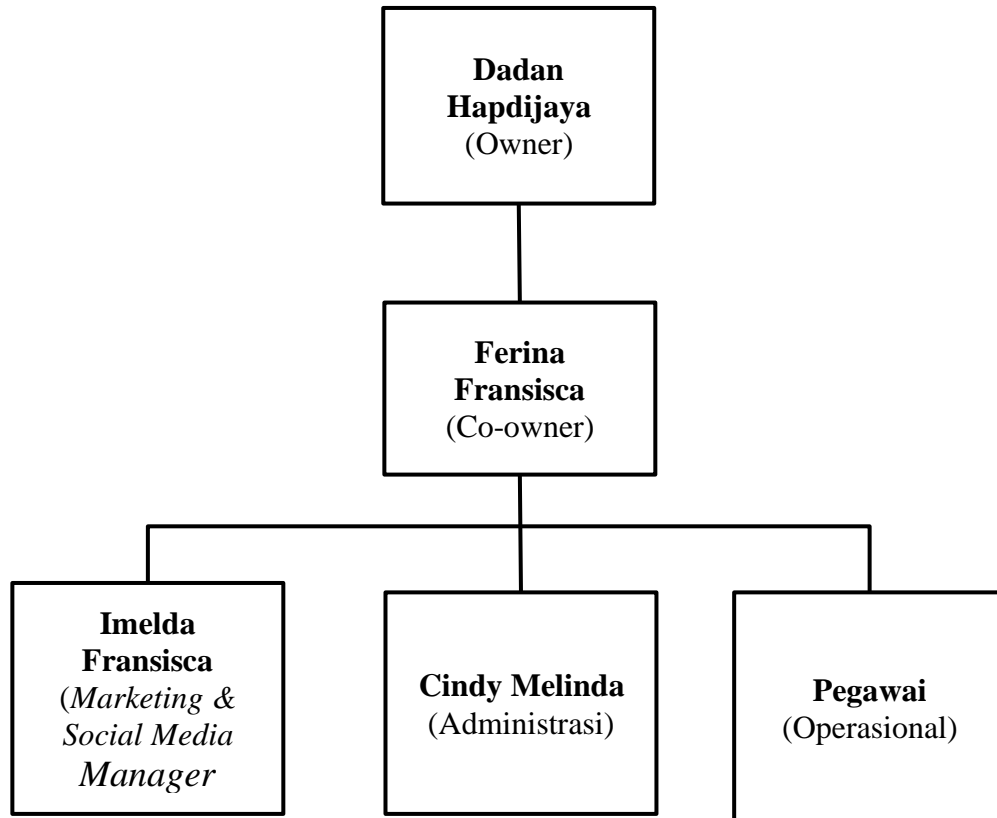 Dadan
Hapdijaya
(Owner)
Ferina
Fransisca
(Co-owner)
Imelda
Fransisca
(Marketing &
Social Media
Manager
Cindy Melinda
(Administrasi)
Pegawai
(Operasional)